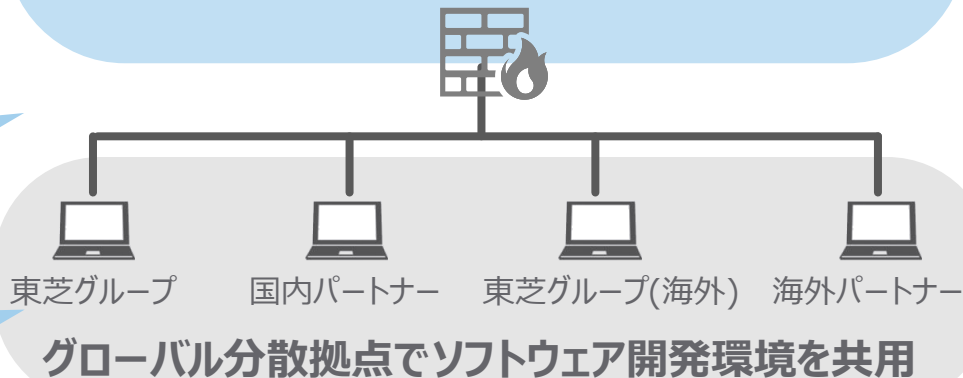 東芝グループ 国内パートナー 東芝グループ(海外) 海外パートナー
グローバル分散拠点でソフトウェア開発環境を共用